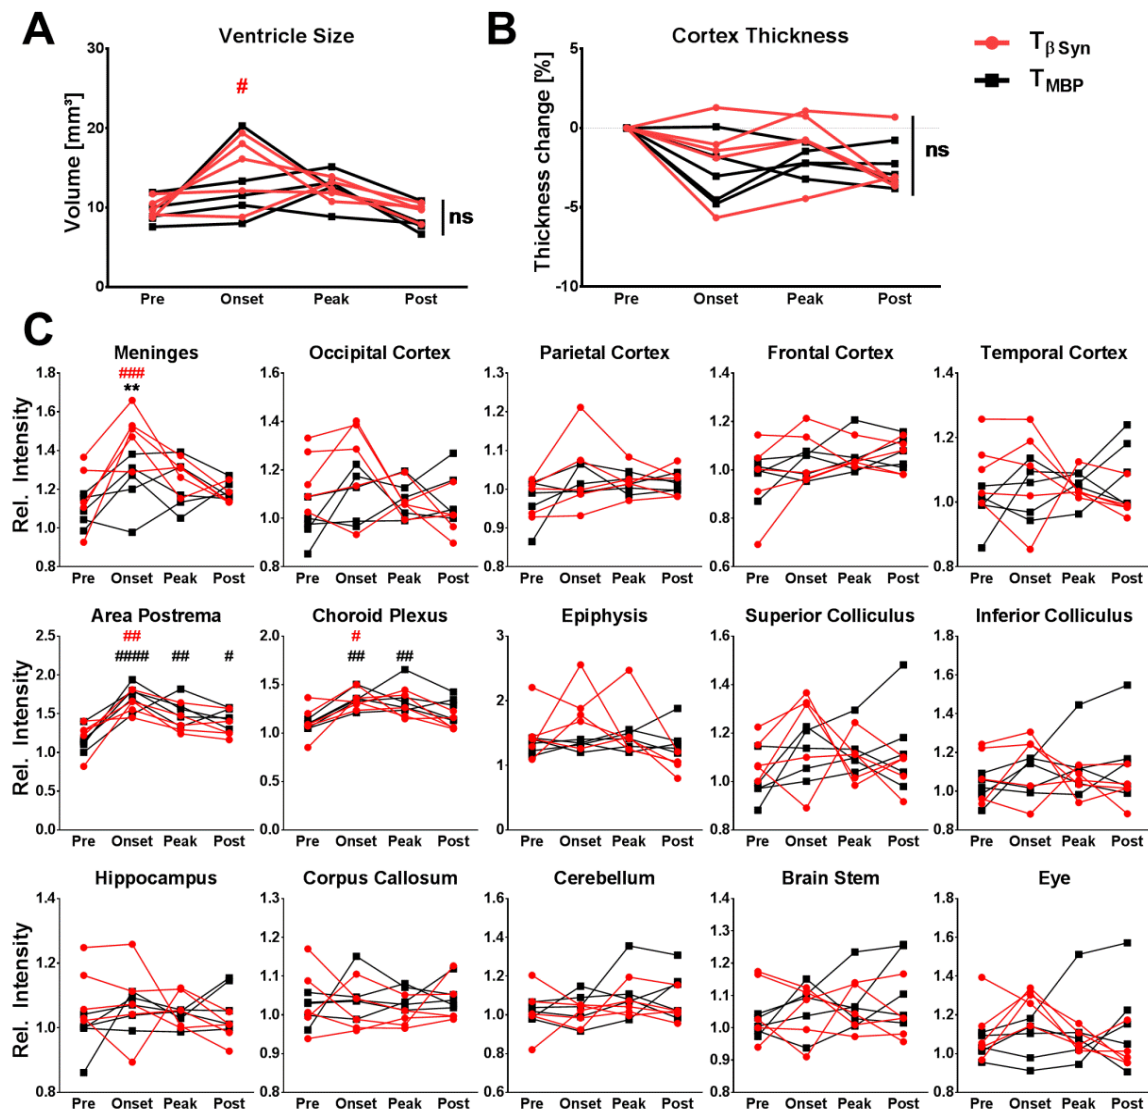 A
Ventricle Size
30
20
10
0
Volume [mm³]
#
ns
Pre Onset Peak Post
B
Cortex Thickness
5
0
-5
-10
Thickness change [%]
ns
Pre Onset Peak Post
Tβ Syn
TMBP
C
Meninges
1.8
1.6
1.4
1.2
1.0
0.8
Rel. Intensity
###
**
Pre Onset Peak Post
Occipital Cortex
1.6
1.4
1.2
1.0
0.8
Pre Onset Peak Post
Parietal Cortex
1.3
1.2
1.1
1.0
0.9
0.8
Pre Onset Peak Post
Frontal Cortex
1.4
1.2
1.0
0.8
0.6
Pre Onset Peak Post
Temporal Cortex
1.4
1.2
1.0
0.8
Pre Onset Peak Post
Area Postrema
2.5
2.0
1.5
1.0
0.5
0.0
Rel. Intensity
##
#### ## #
Pre Onset Peak Post
Choroid Plexus
2.0
1.5
1.0
0.5
0.0
#
## ##
Pre Onset Peak Post
Epiphysis
3
2
1
0
Pre Onset Peak Post
Superior Colliculus
1.6
1.4
1.2
1.0
0.8
Pre Onset Peak Post
Inferior Colliculus
1.8
1.6
1.4
1.2
1.0
0.8
Pre Onset Peak Post
Hippocampus
1.4
1.2
1.0
0.8
Rel. Intensity
Pre Onset Peak Post
Corpus Callosum
1.3
1.2
1.1
1.0
0.9
0.8
Pre Onset Peak Post
Cerebellum
1.6
1.4
1.2
1.0
0.8
0.6
Pre Onset Peak Post
Brain Stem
1.4
1.3
1.2
1.1
1.0
0.9
0.8
Pre Onset Peak Post
Eye
1.8
1.6
1.4
1.2
1.0
0.8
Pre Onset Peak Post